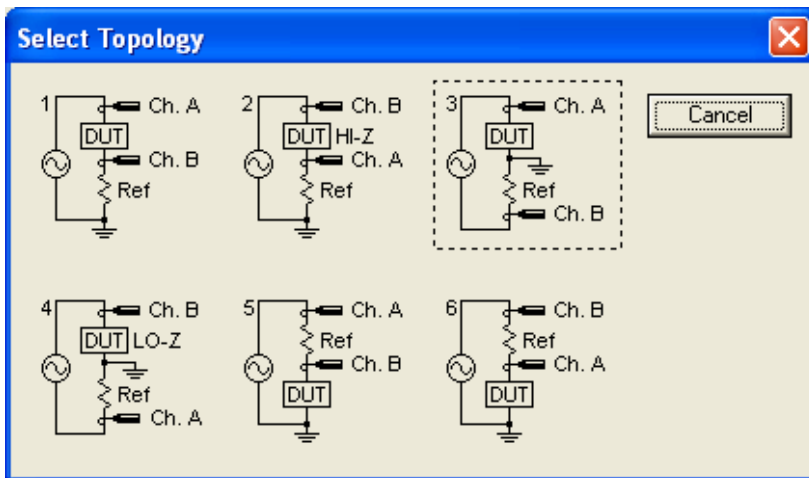 Select Topology
1 Ch. A
DUT
Ch. B
Ref
2 Ch. B
DUT HI-Z
Ch. A
Ref
3 Ch. A
DUT
Ref
Ch. B
Cancel
4 Ch. B
DUT LO-Z
Ref
Ch. A
5 Ch. A
Ref
Ch. B
DUT
6 Ch. B
Ref
Ch. A
DUT